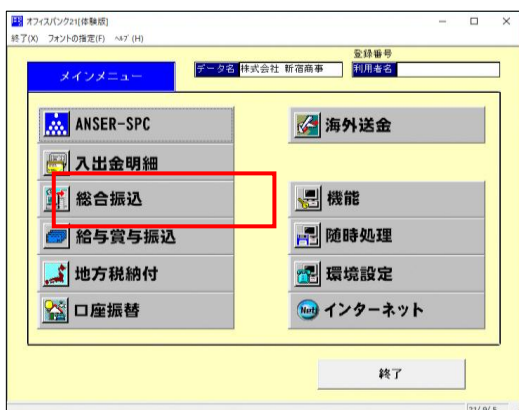 オフィスバンク21[体験版]
終了(X) フォントの指定(F) ヘルプ(H)
登録番号
メインメニュー
データ名 株式会社 新宿商事 利用者名
ANSER-SPC
入出金明細
総合振込
給与賞与振込
地方税納付
口座振替
海外送金
機能
随時処理
環境設定
Net インターネット
終了